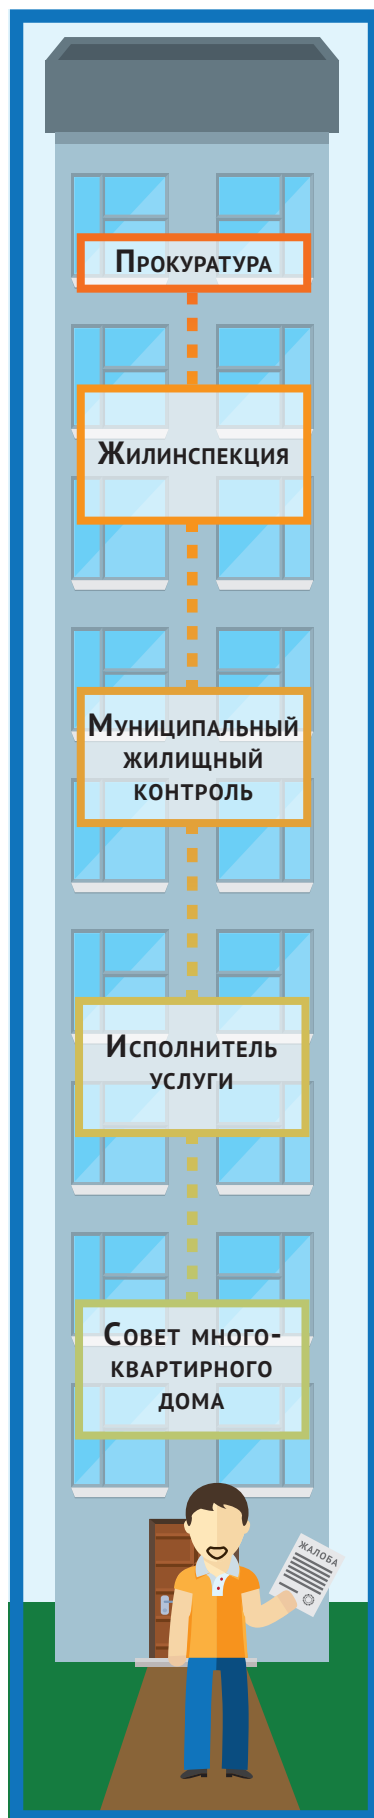 Прокуратура
Жилинспекция
Муниципальный
жилищный
контроль
Исполнитель
услуги
Совет много-
квартирного
дома
ЖАЛОБА